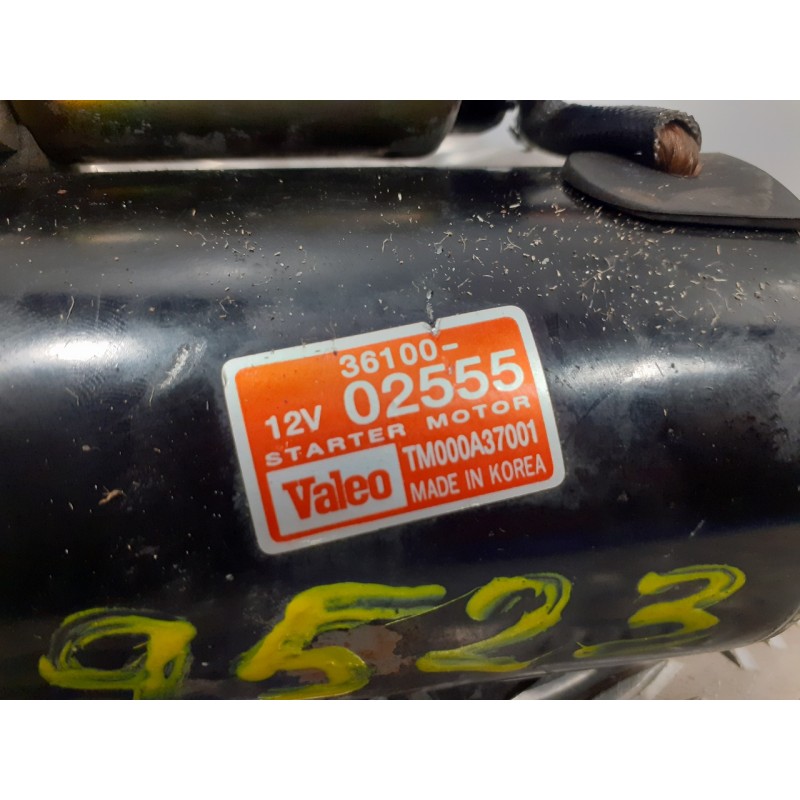 36100-
12V 02555
STARTER MOTOR
Valeo TM000A37001
MADE IN KOREA
9523